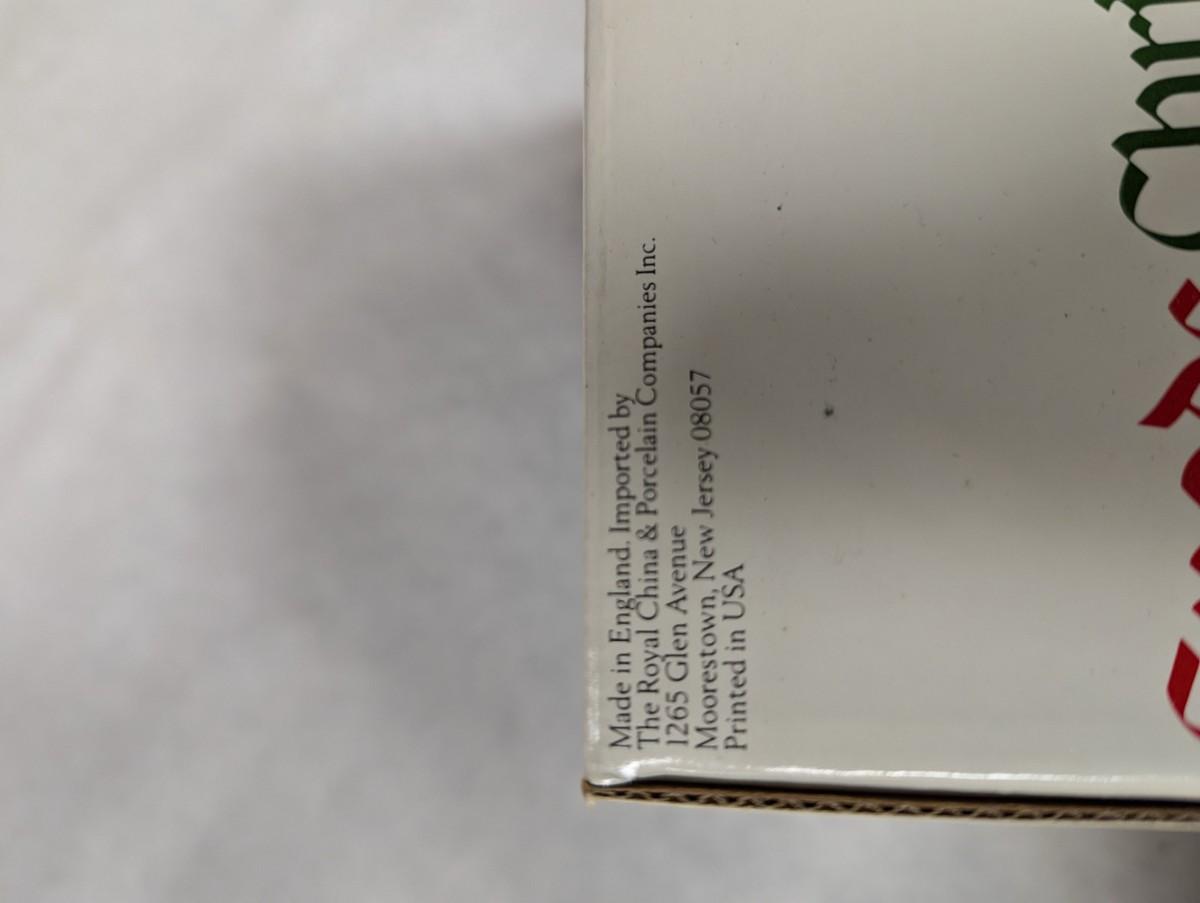 Made in England. Imported by
The Royal China & Porcelain Companies Inc.
1265 Glen Avenue
Moorestown, New Jersey 08057
Printed in USA